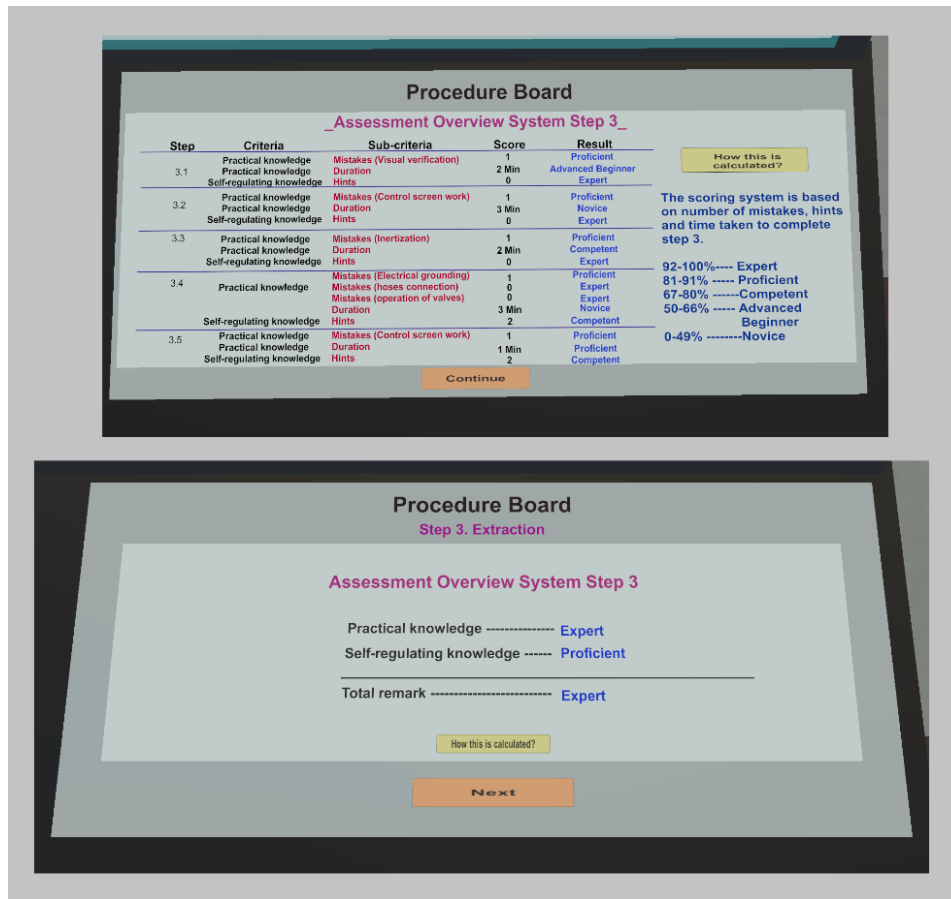 Procedure Board
_Assessment Overview System Step 3_
Step Criteria Sub-criteria Score Result
3.1 Practical knowledge Mistakes (Visual verification) 1 Proficient
Practical knowledge Duration 2 Min Advanced Beginner
Self-regulating knowledge Hints 0 Expert
3.2 Practical knowledge Mistakes (Control screen work) 1 Proficient
Practical knowledge Duration 3 Min Novice
Self-regulating knowledge Hints 0 Expert
3.3 Practical knowledge Mistakes (Inertization) 1 Proficient
Practical knowledge Duration 2 Min Competent
Self-regulating knowledge Hints 0 Expert
3.4 Mistakes (Electrical grounding) 1 Proficient
Practical knowledge Mistakes (hoses connection) 0 Expert
Mistakes (operation of valves) 0 Expert
Duration 3 Min Novice
Self-regulating knowledge Hints 2 Competent
3.5 Practical knowledge Mistakes (Control screen work) 1 Proficient
Practical knowledge Duration 1 Min Proficient
Self-regulating knowledge Hints 2 Competent
How this is
calculated?
The scoring system is based
on number of mistakes, hints
and time taken to complete
step 3.
92-100%---- Expert
81-91% ----- Proficient
67-80% ------Competent
50-66% ----- Advanced
Beginner
0-49% --------Novice
Continue
Procedure Board
Step 3. Extraction
Assessment Overview System Step 3
Practical knowledge --------------- Expert
Self-regulating knowledge ------ Proficient
Total remark -------------------------- Expert
How this is calculated?
Next